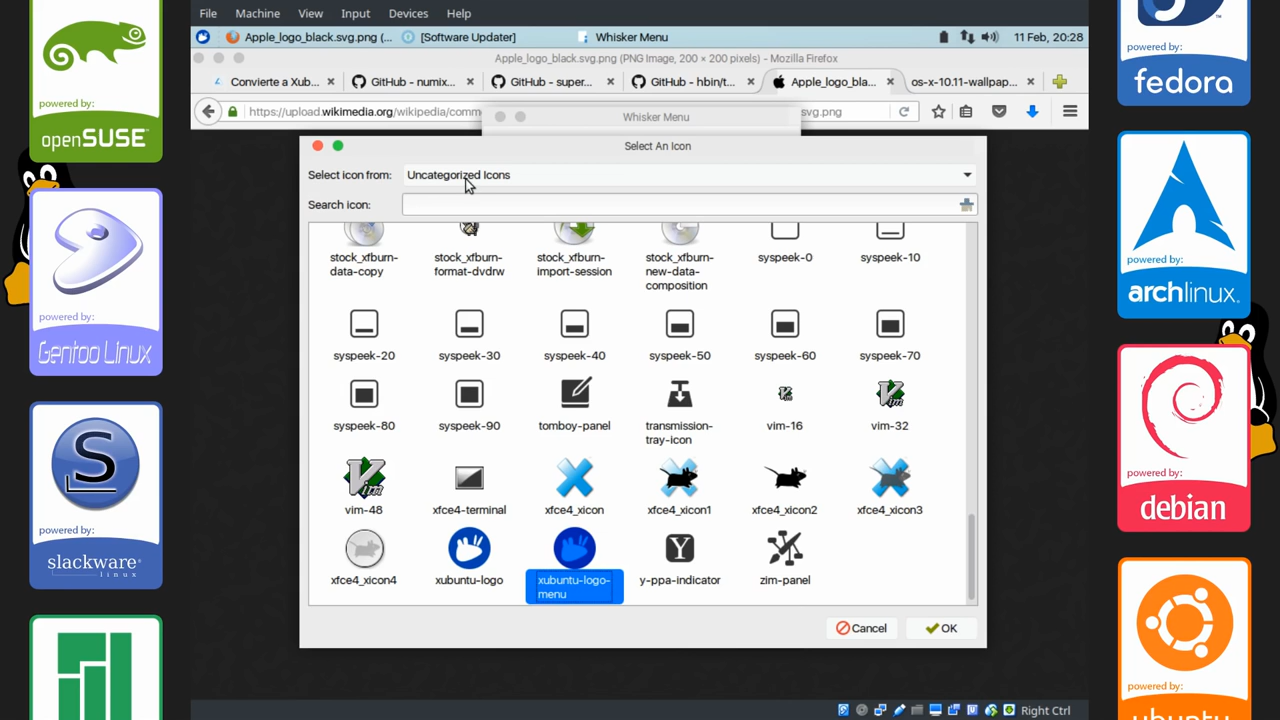 File Machine View Input Devices Help
Apple_logo_black.svg.png (... [Software Updater] Whisker Menu 11 Feb, 20:28
Apple_logo_black.svg.png (PNG Image, 200 × 200 pixels) - Mozilla Firefox
Convierte a Xub... GitHub - numix... GitHub - super... GitHub - hbin/t... Apple_logo_bla... os-x-10.11-wallpap...
https://upload.wikimedia.org/wikipedia/comm svg.png
Whisker Menu
Select An Icon
Select icon from: Uncategorized Icons
Search icon:
stock_xfburn-data-copy
stock_xfburn-format-dvdrw
stock_xfburn-import-session
stock_xfburn-new-data-composition
syspeek-0
syspeek-10
syspeek-20
syspeek-30
syspeek-40
syspeek-50
syspeek-60
syspeek-70
syspeek-80
syspeek-90
tomboy-panel
transmission-tray-icon
vim-16
vim-32
vim-48
xfce4-terminal
xfce4_xicon
xfce4_xicon1
xfce4_xicon2
xfce4_xicon3
xfce4_xicon4
xubuntu-logo
xubuntu-logo-menu
y-ppa-indicator
zim-panel
Cancel OK
Right Ctrl
powered by:
openSUSE
powered by:
Gentoo Linux
powered by:
slackware
linux
powered by:
powered by:
fedora
powered by:
archlinux
powered by:
debian
powered by:
ubuntu